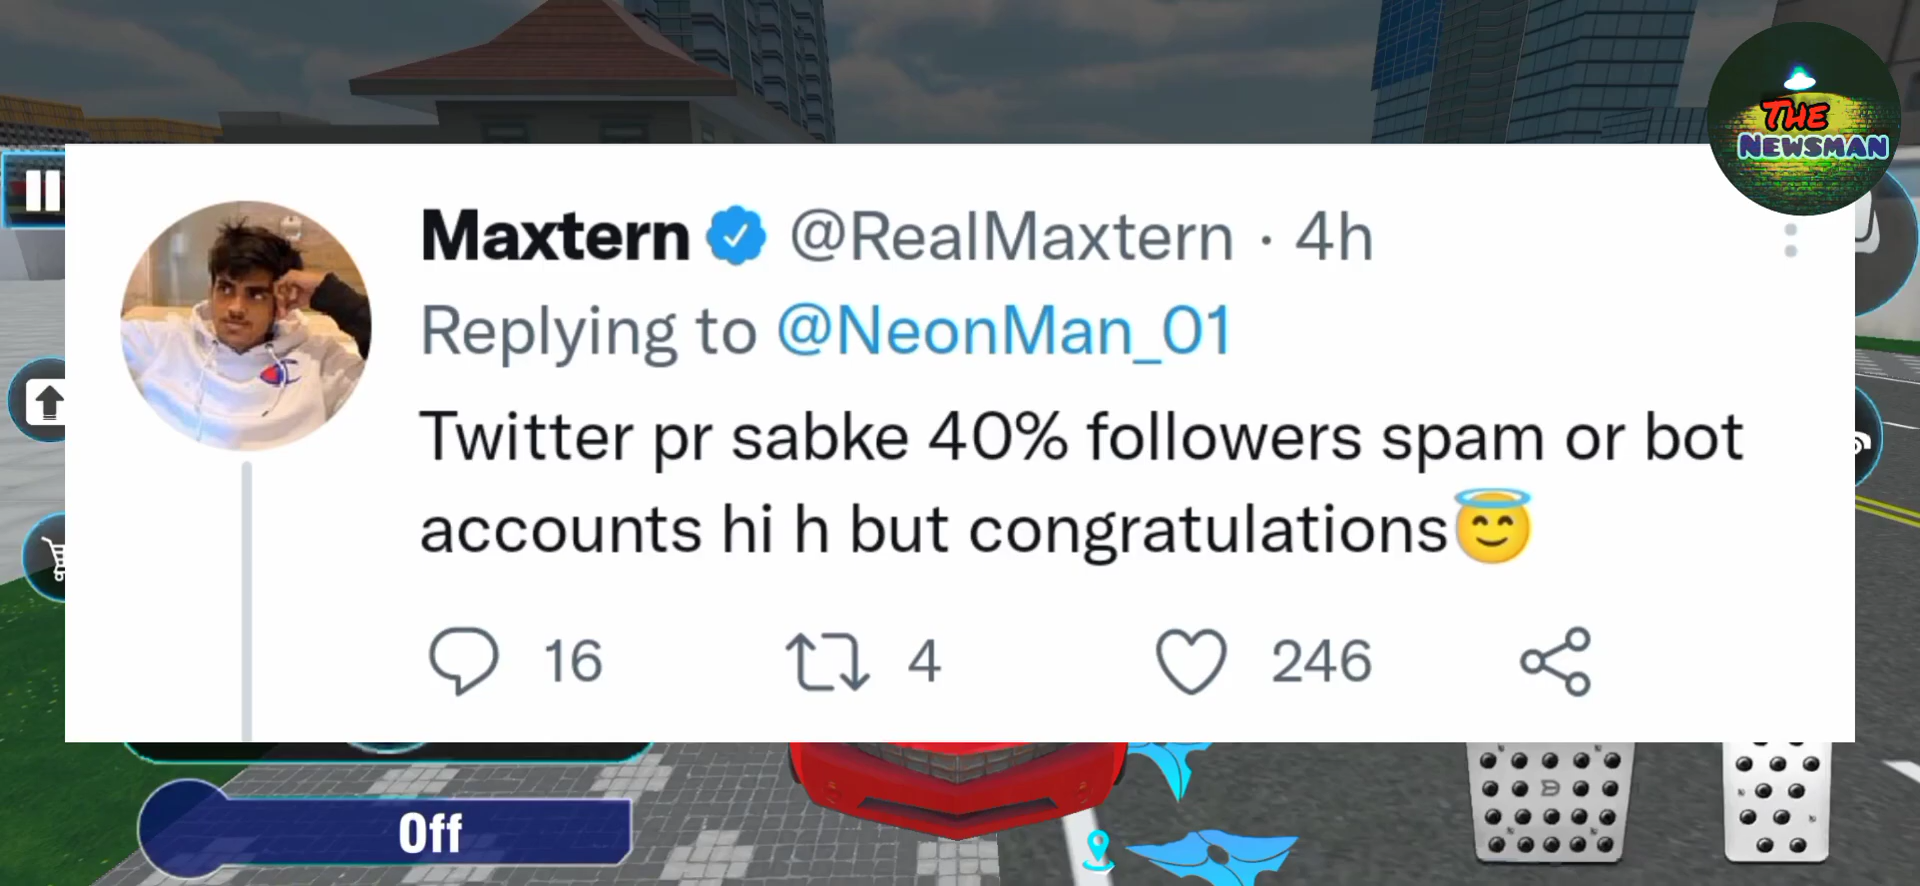 THE
NEWSMAN
Maxtern @RealMaxtern · 4h
Replying to @NeonMan_01
Twitter pr sabke 40% followers spam or bot
accounts hi h but congratulations😇
16 4 246
Off